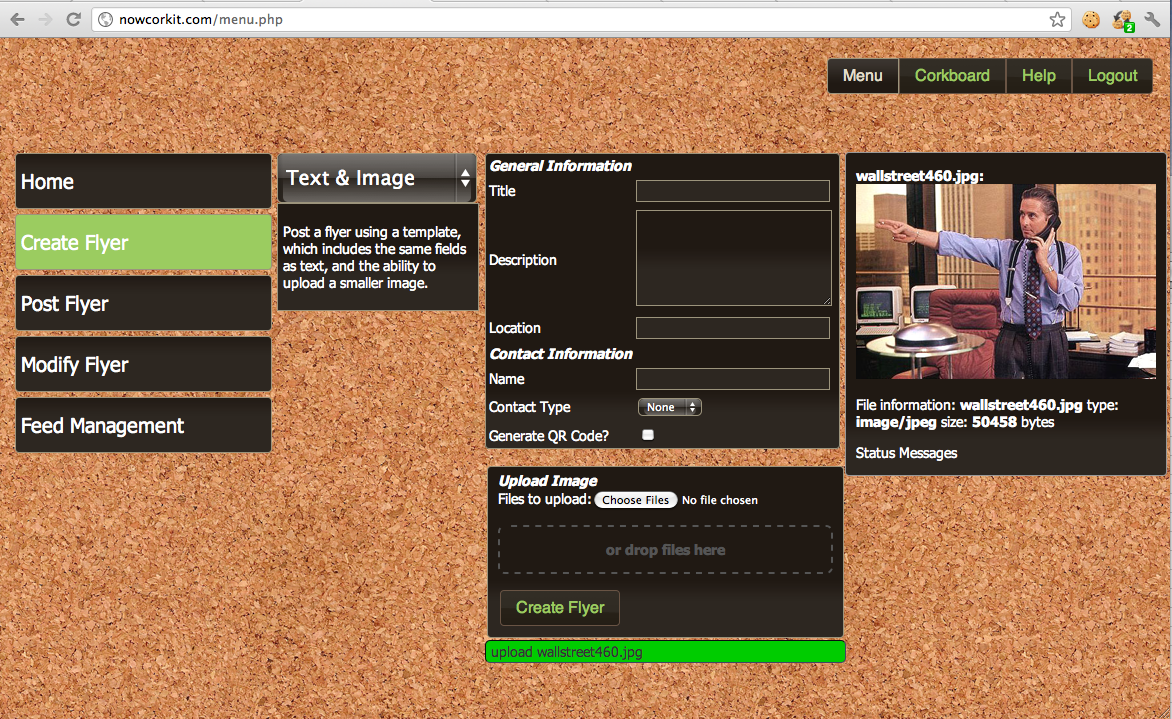 nowcorkit.com/menu.php
2
Menu
Corkboard
Help
Logout
Home
Create Flyer
Post Flyer
Modify Flyer
Feed Management
Text & Image
Post a flyer using a template,
which includes the same fields
as text, and the ability to
upload a smaller image.
General Information
Title
Description
Location
Contact Information
Name
Contact Type None
Generate QR Code?
Upload Image
Files to upload: Choose Files No file chosen
or drop files here
Create Flyer
upload wallstreet460.jpg
wallstreet460.jpg:
File information: wallstreet460.jpg type:
image/jpeg size: 50458 bytes
Status Messages